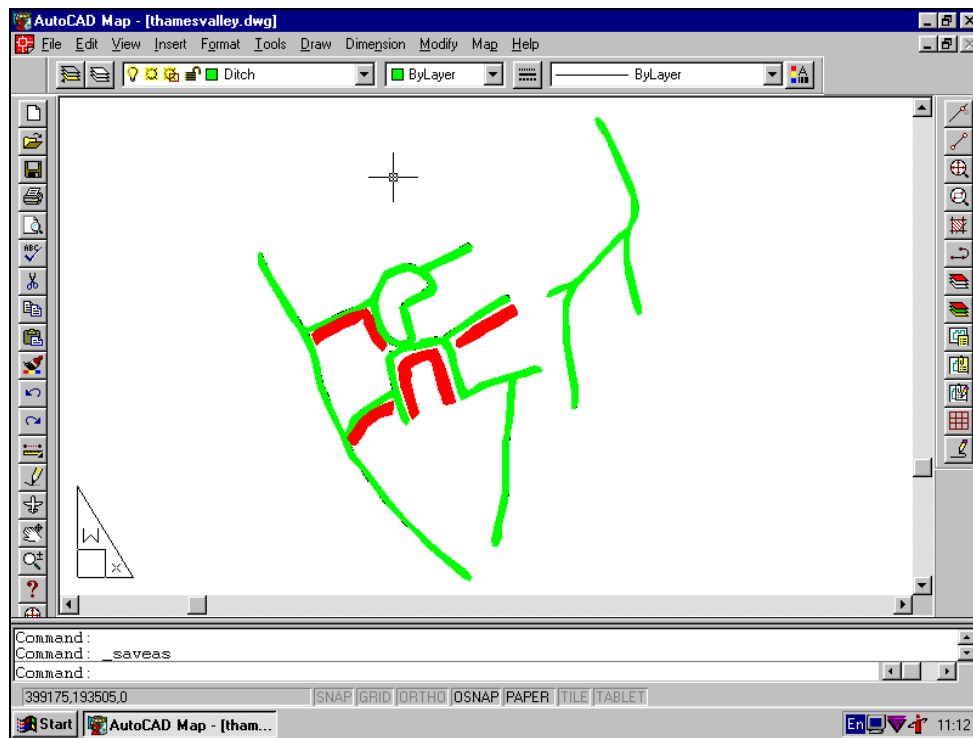 AutoCAD Map - [thamesvalley.dwg]
File Edit View Insert Format Tools Draw Dimension Modify Map Help
Ditch ByLayer ByLayer
ABC
W
X
Command:
Command: _saveas
Command:
399175,193505,0 SNAP GRID ORTHO OSNAP PAPER TILE TABLET
Start AutoCAD Map - [tham... En 11:12